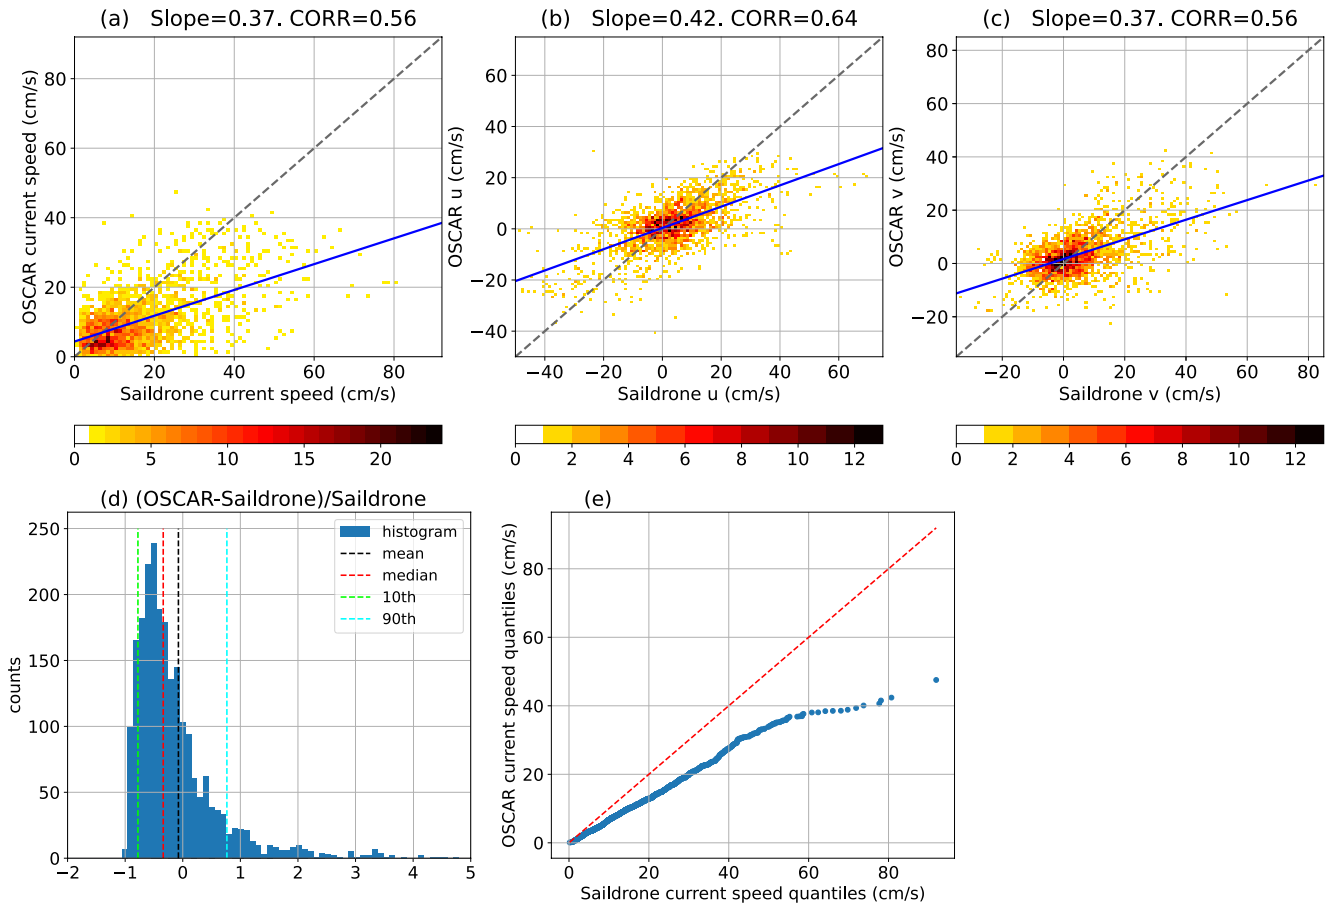 (a) Slope=0.37. CORR=0.56
OSCAR current speed (cm/s)
80
60
40
20
0
0 20 40 60 80
Saildrone current speed (cm/s)
0 5 10 15 20
(b) Slope=0.42. CORR=0.64
OSCAR u (cm/s)
60
40
20
0
−20
−40
−40 −20 0 20 40 60
Saildrone u (cm/s)
0 2 4 6 8 10 12
(c) Slope=0.37. CORR=0.56
OSCAR v (cm/s)
80
60
40
20
0
−20
−20 0 20 40 60 80
Saildrone v (cm/s)
0 2 4 6 8 10 12
(d) (OSCAR-Saildrone)/Saildrone
counts
250
200
150
100
50
0
−2 −1 0 1 2 3 4 5
histogram
mean
median
10th
90th
(e)
OSCAR current speed quantiles (cm/s)
80
60
40
20
0
0 20 40 60 80
Saildrone current speed quantiles (cm/s)